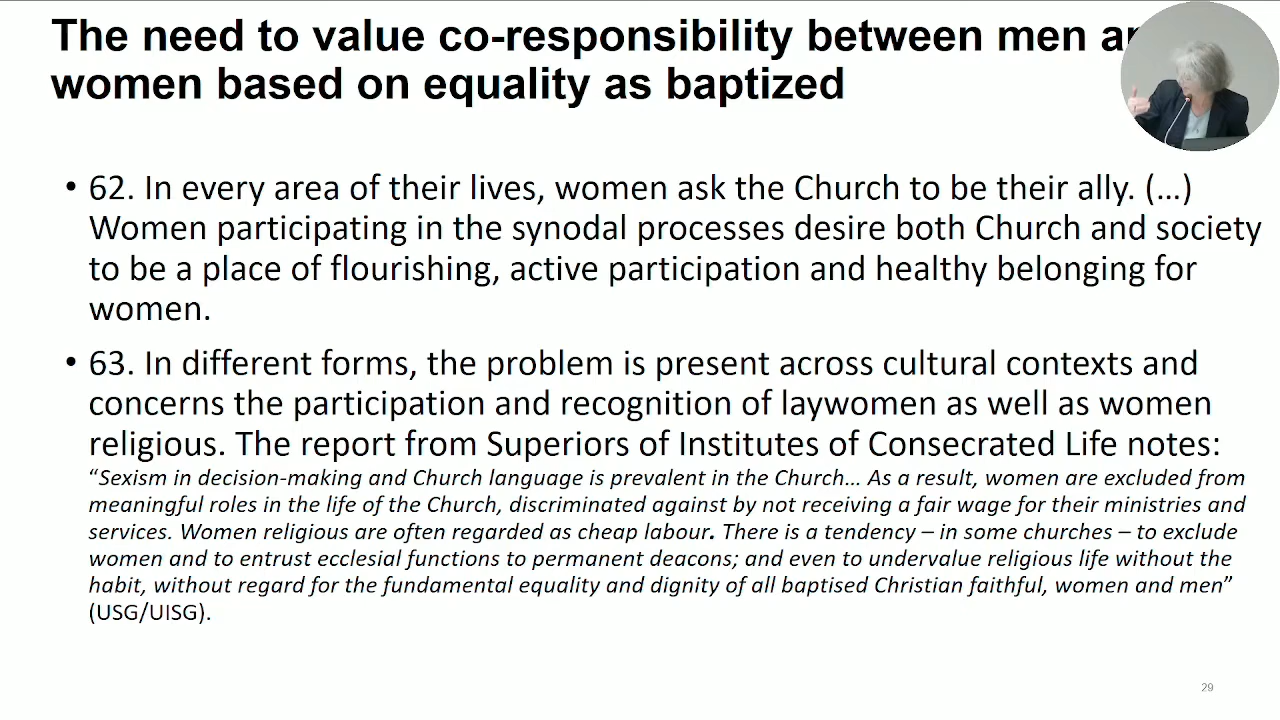 The need to value co-responsibility between men
women based on equality as baptized
• 62. In every area of their lives, women ask the Church to be their ally. (…)
Women participating in the synodal processes desire both Church and society
to be a place of flourishing, active participation and healthy belonging for
women.
• 63. In different forms, the problem is present across cultural contexts and
concerns the participation and recognition of laywomen as well as women
religious. The report from Superiors of Institutes of Consecrated Life notes:
“Sexism in decision-making and Church language is prevalent in the Church… As a result, women are excluded from
meaningful roles in the life of the Church, discriminated against by not receiving a fair wage for their ministries and
services. Women religious are often regarded as cheap labour. There is a tendency – in some churches – to exclude
women and to entrust ecclesial functions to permanent deacons; and even to undervalue religious life without the
habit, without regard for the fundamental equality and dignity of all baptised Christian faithful, women and men”
(USG/UISG).
29